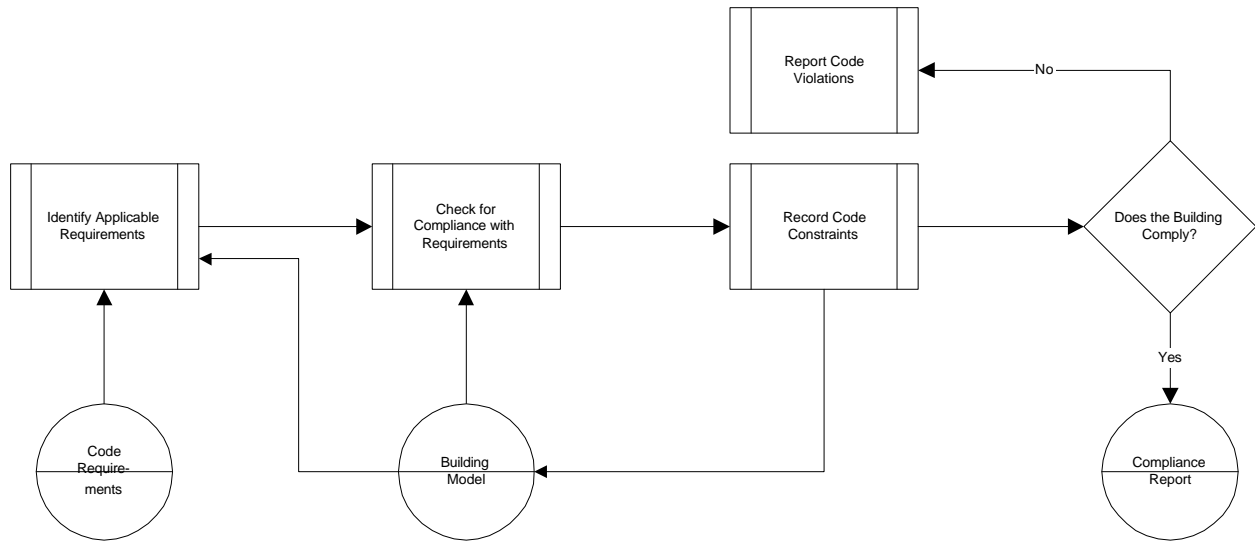 Report Code
Violations
No
Identify Applicable
Requirements
Check for
Compliance with
Requirements
Record Code
Constraints
Does the Building
Comply?
Yes
Code
Require-
ments
Building
Model
Compliance
Report